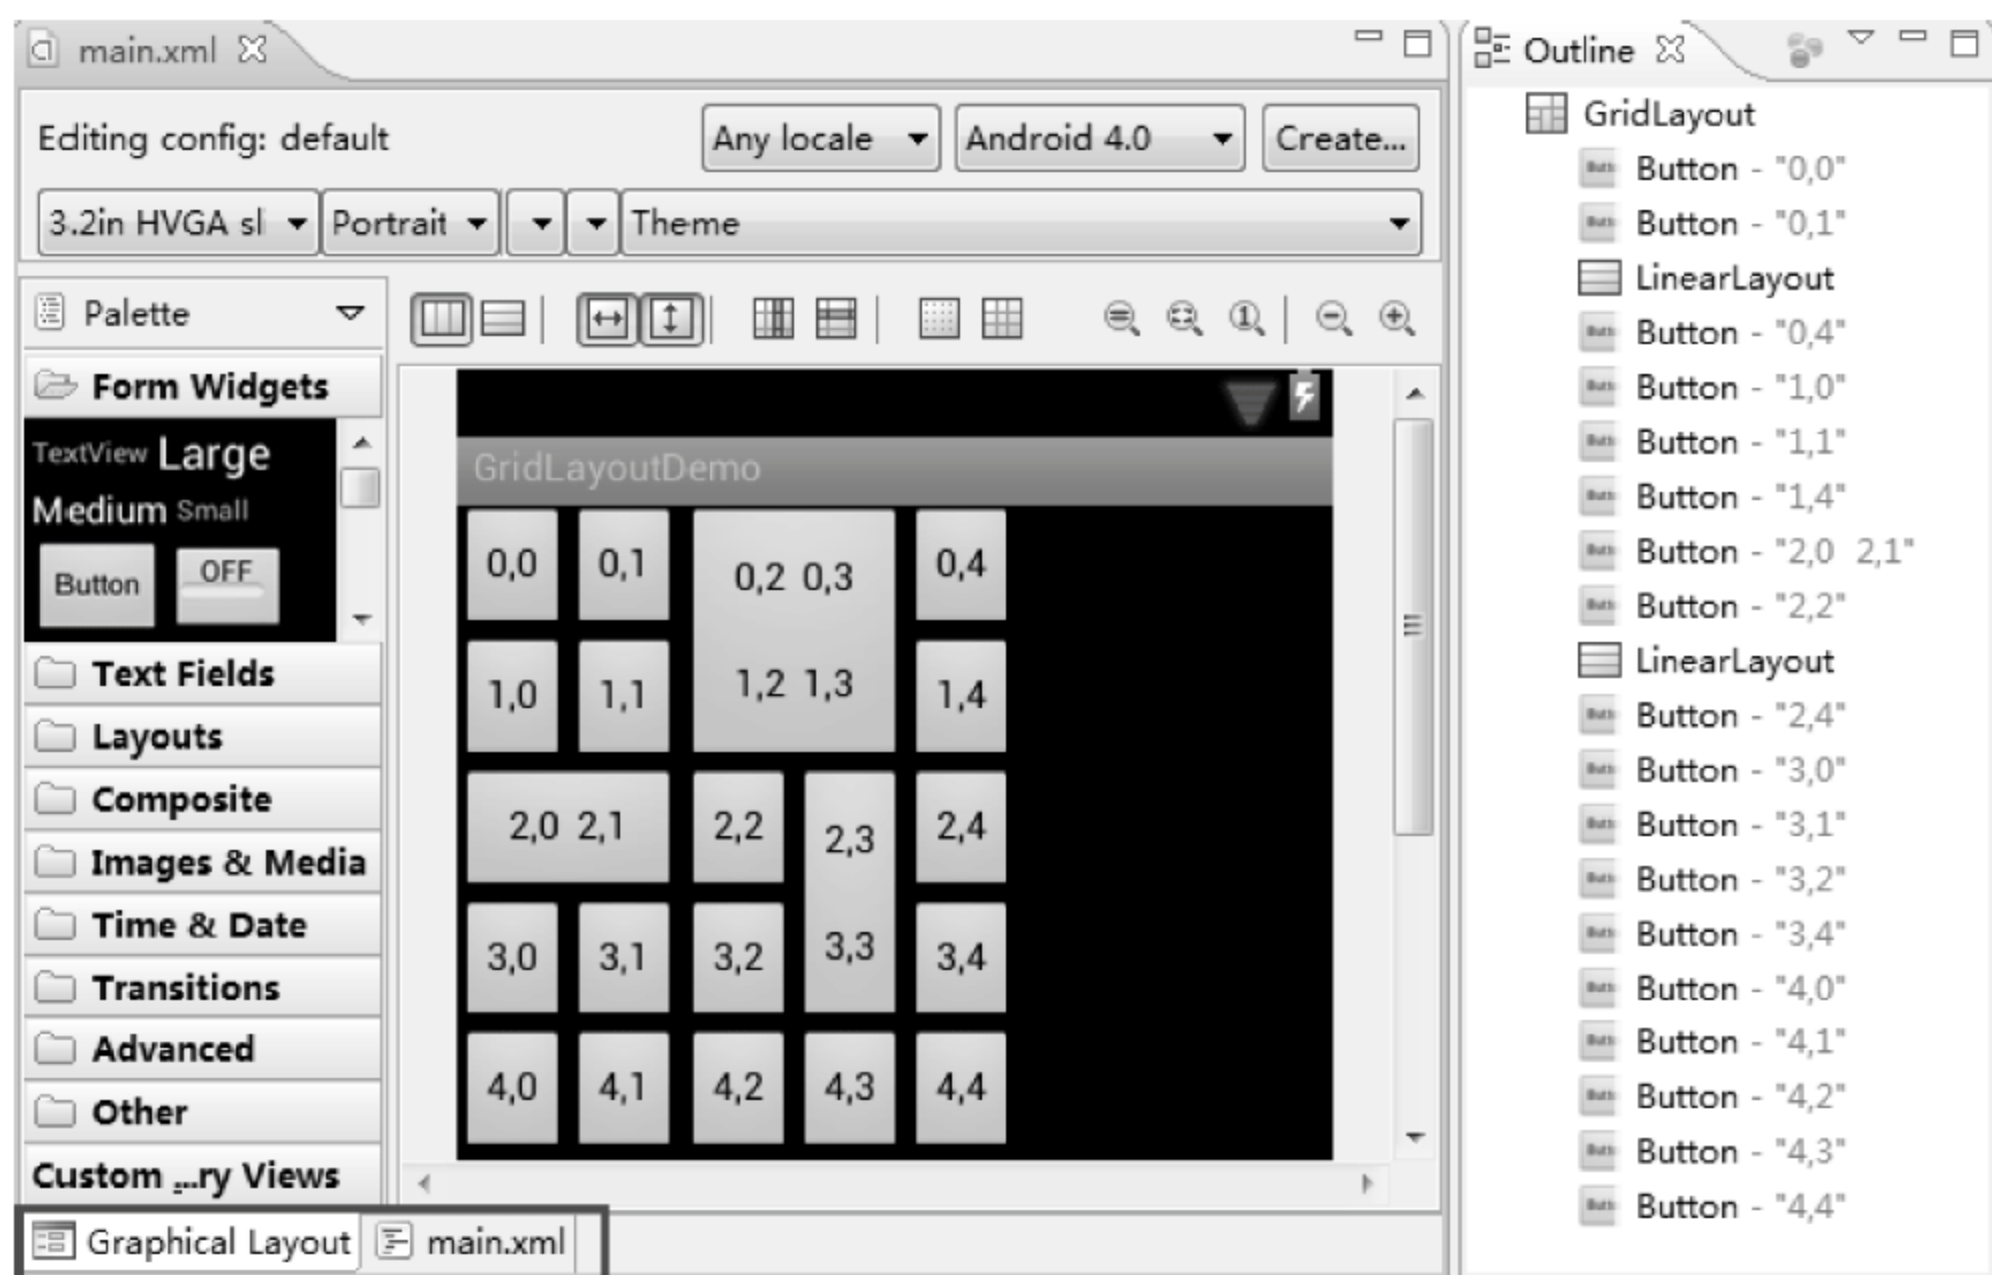 main.xml
Editing config: default
Any locale
Android 4.0
Create...
3.2in HVGA sl
Portrait
Theme
Palette
Form Widgets
TextView Large
Medium Small
Button OFF
Text Fields
Layouts
Composite
Images & Media
Time & Date
Transitions
Advanced
Other
Custom ...ry Views
GridLayoutDemo
0,0 0,1 0,2 0,3 0,4
1,0 1,1 1,2 1,3 1,4
2,0 2,1 2,2 2,3 2,4
3,0 3,1 3,2 3,3 3,4
4,0 4,1 4,2 4,3 4,4
Graphical Layout
main.xml
Outline
GridLayout
Button - "0,0"
Button - "0,1"
LinearLayout
Button - "0,4"
Button - "1,0"
Button - "1,1"
Button - "1,4"
Button - "2,0 2,1"
Button - "2,2"
LinearLayout
Button - "2,4"
Button - "3,0"
Button - "3,1"
Button - "3,2"
Button - "3,4"
Button - "4,0"
Button - "4,1"
Button - "4,2"
Button - "4,3"
Button - "4,4"